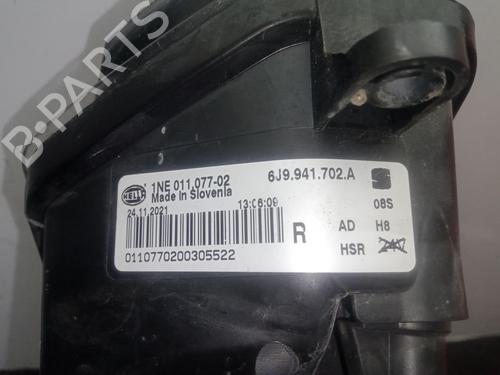 B-PARTS
HELLA 1NE 011.077-02 6J9.941.702.A
Made in Slovenia
24.11.2021 13:06:09 08S
R AD H8
HSR
0110770200305522